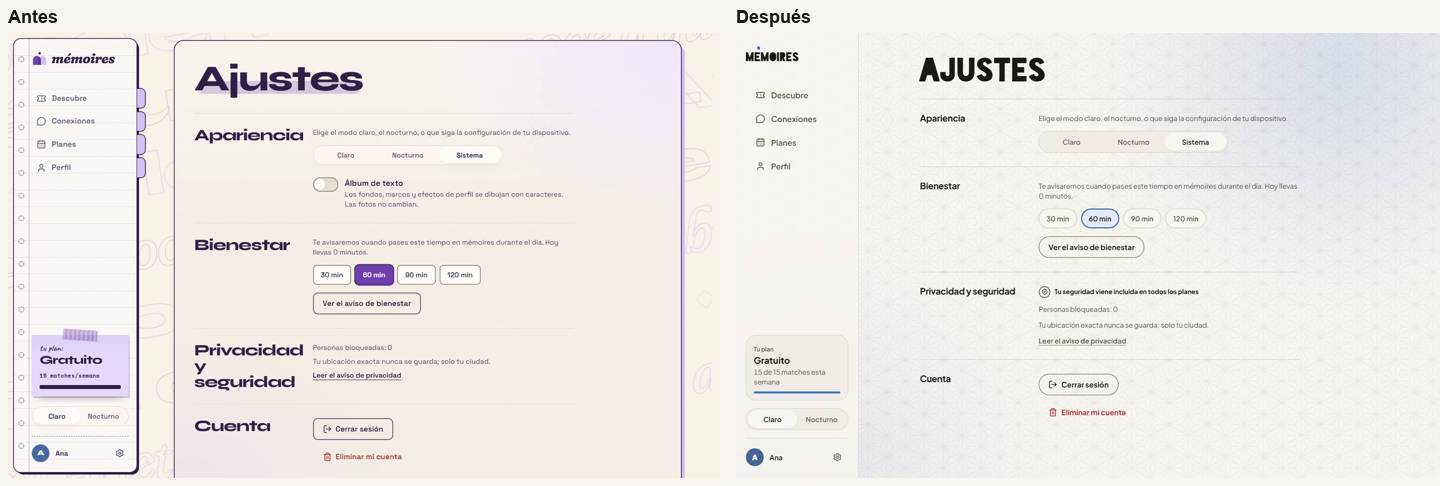 Antes
mémoires
Descubre
Conexiones
Planes
Perfil
tu plan:
Gratuito
15 matches/semana
Claro Nocturno
A Ana
Ajustes
Apariencia
Elige el modo claro, el nocturno, o que siga la configuración de tu dispositivo.
Claro Nocturno Sistema
Álbum de texto
Los fondos, marcos y efectos de perfil se dibujan con caracteres.
Las fotos no cambian.
Bienestar
Te avisaremos cuando pases este tiempo en mémoires durante el día. Hoy
llevas 0 minutos.
30 min 60 min 90 min 120 min
Ver el aviso de bienestar
Privacidad
y
seguridad
Personas bloqueadas: 0
Tu ubicación exacta nunca se guarda; solo tu ciudad.
Leer el aviso de privacidad
Cuenta
Cerrar sesión
Eliminar mi cuenta
Después
MÉMOIRES
Descubre
Conexiones
Planes
Perfil
Tu plan
Gratuito
15 de 15 matches esta
semana
Claro Nocturno
A Ana
AJUSTES
Apariencia
Elige el modo claro, el nocturno, o que siga la configuración de tu dispositivo.
Claro Nocturno Sistema
Bienestar
Te avisaremos cuando pases este tiempo en mémoires durante el día. Hoy llevas
0 minutos.
30 min 60 min 90 min 120 min
Ver el aviso de bienestar
Privacidad y seguridad
Tu seguridad viene incluida en todos los planes
Personas bloqueadas: 0
Tu ubicación exacta nunca se guarda; solo tu ciudad.
Leer el aviso de privacidad
Cuenta
Cerrar sesión
Eliminar mi cuenta